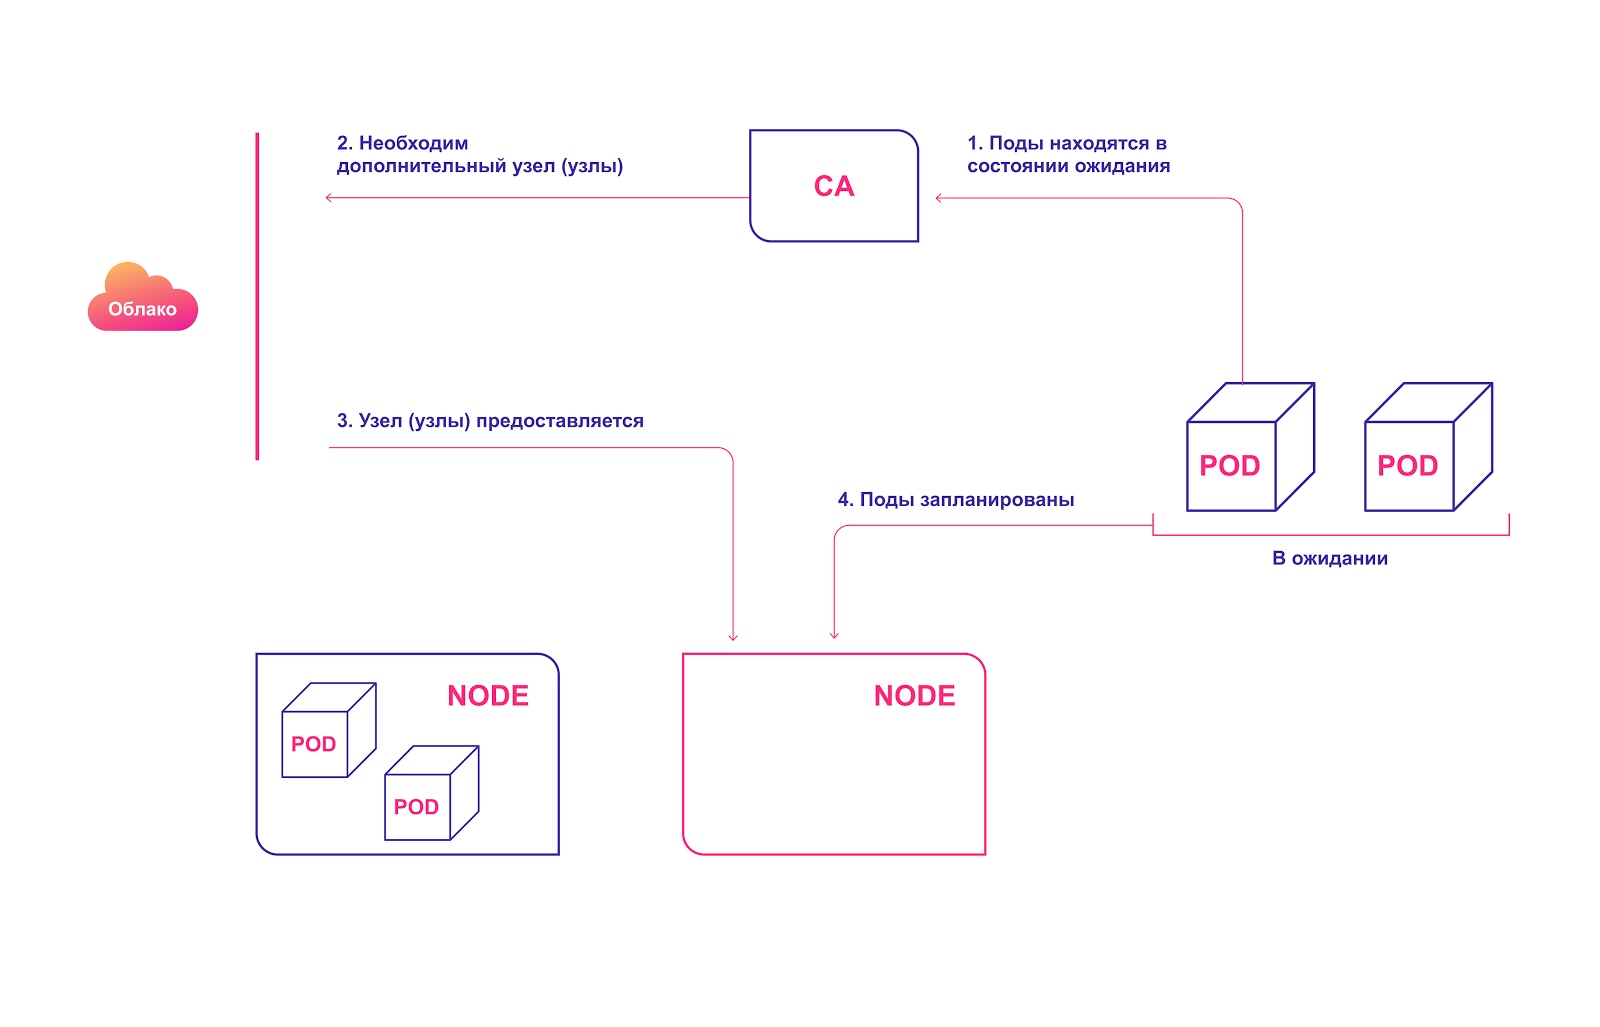 2. Необходим
дополнительный узел (узлы)
CA
1. Поды находятся в
состоянии ожидания
Облако
3. Узел (узлы) предоставляется
POD
POD
4. Поды запланированы
В ожидании
NODE
POD
POD
NODE